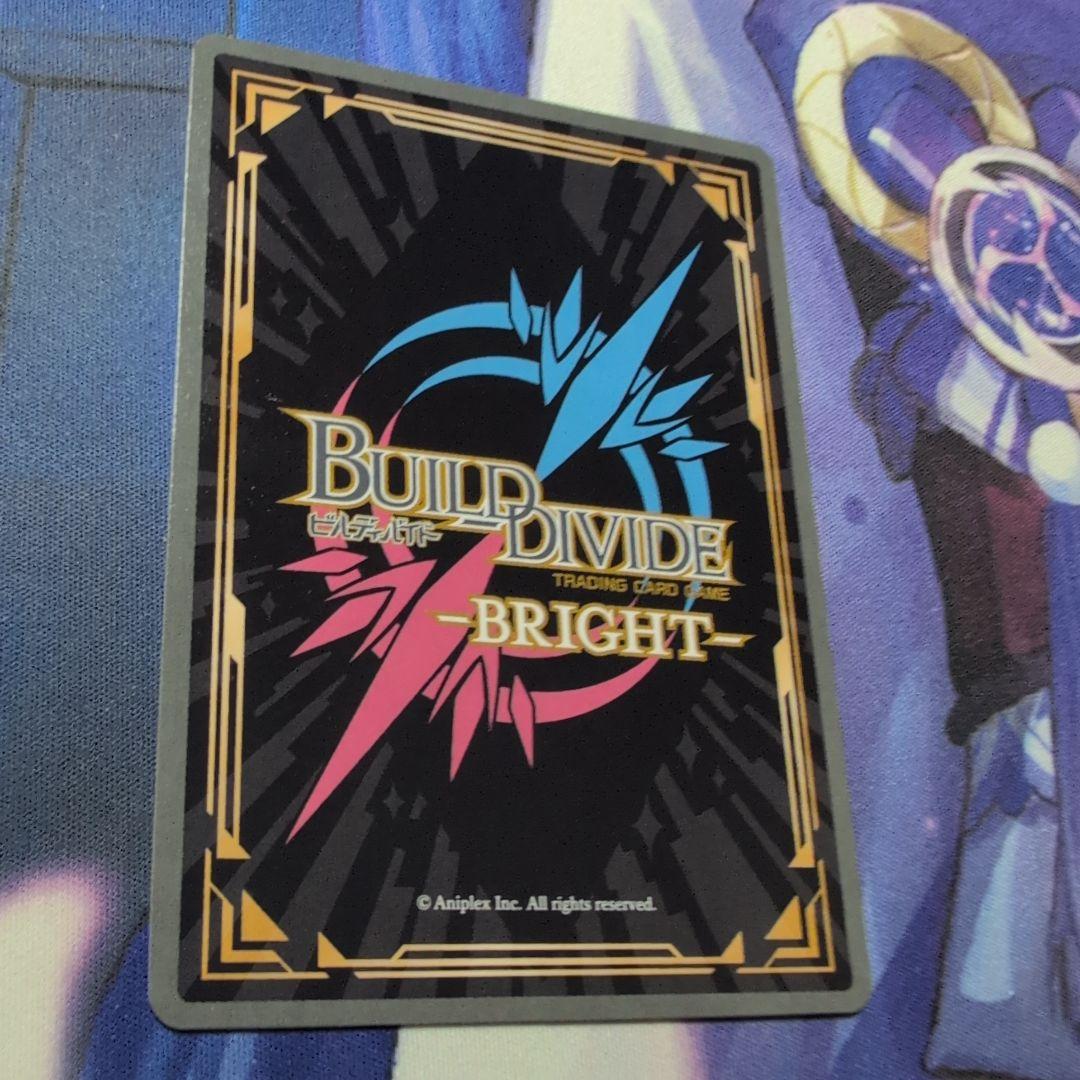 BUILD DIVIDE
ビルディバイド
TRADING CARD GAME
-BRIGHT-
© Aniplex Inc. All rights reserved.